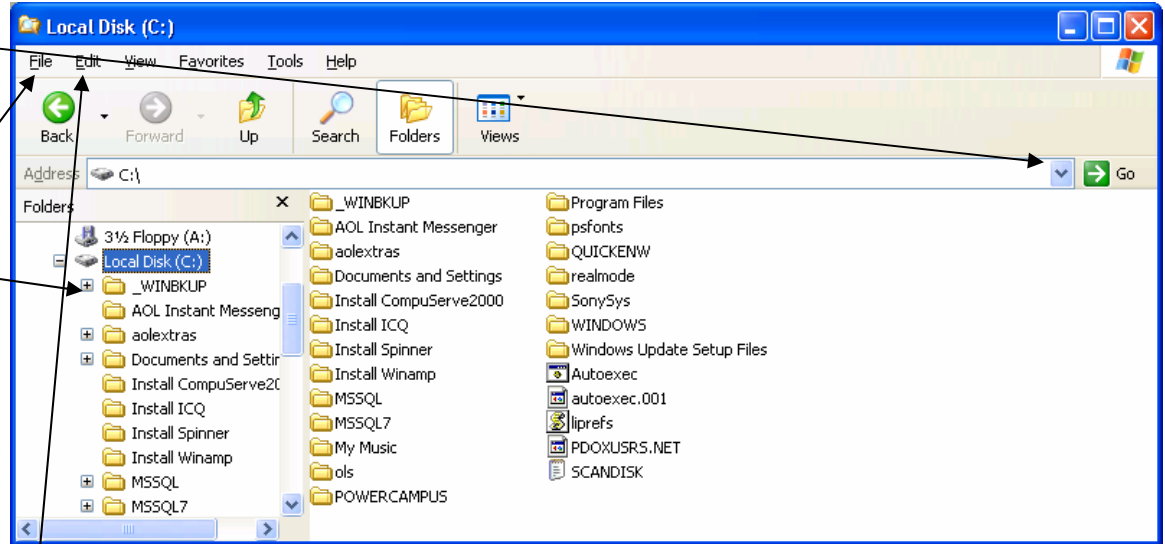 Local Disk (C:)
File Edit View Favorites Tools Help
Back Forward Up Search Folders Views
Address C:\ Go
Folders
3½ Floppy (A:)
Local Disk (C:)
_WINBKUP
AOL Instant Messeng
aolextras
Documents and Settir
Install CompuServe20
Install ICQ
Install Spinner
Install Winamp
MSSQL
MSSQL7
_WINBKUP
AOL Instant Messenger
aolextras
Documents and Settings
Install CompuServe2000
Install ICQ
Install Spinner
Install Winamp
MSSQL
MSSQL7
My Music
ols
POWERCAMPUS
Program Files
psfonts
QUICKENW
realmode
SonySys
WINDOWS
Windows Update Setup Files
Autoexec
autoexec.001
liprefs
PDOXUSRS.NET
SCANDISK